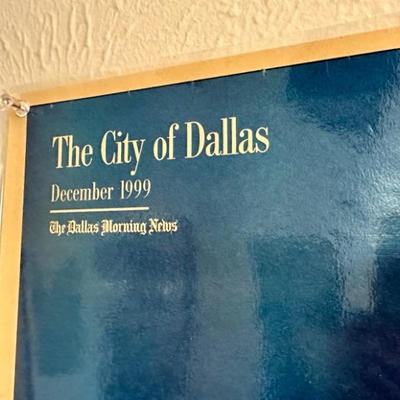 The City of Dallas
December 1999
The Dallas Morning News